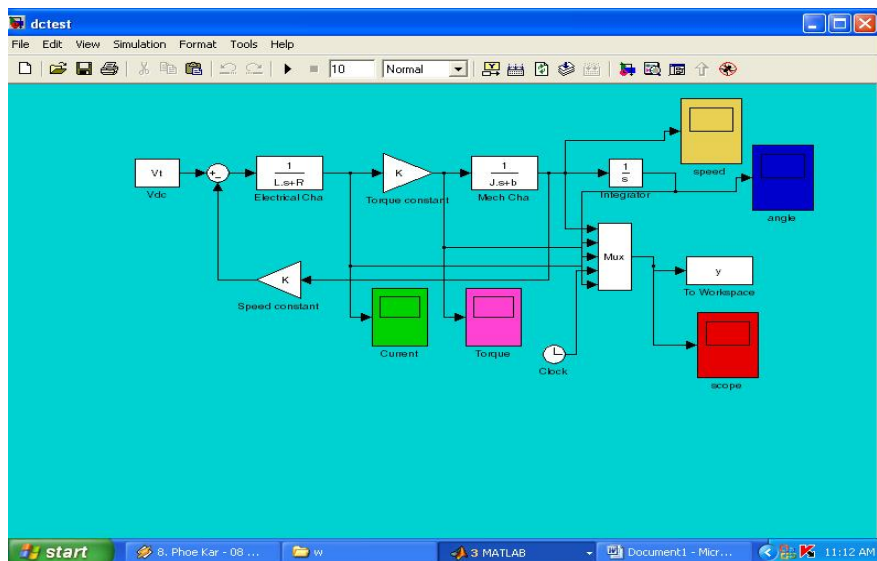 dctest
File Edit View Simulation Format Tools Help
10 Normal
Vt
Vdc
+
-
1
L.s+R
Electrical Cha
K
Torque constant
1
J.s+b
Mech Cha
1
s
Integrator
speed
angle
Mux
y
To Workspace
K
Speed constant
Current
Torque
Clock
scope
start
8. Phoe Kar - 08 ...
w
3 MATLAB
Document1 - Micr...
11:12 AM